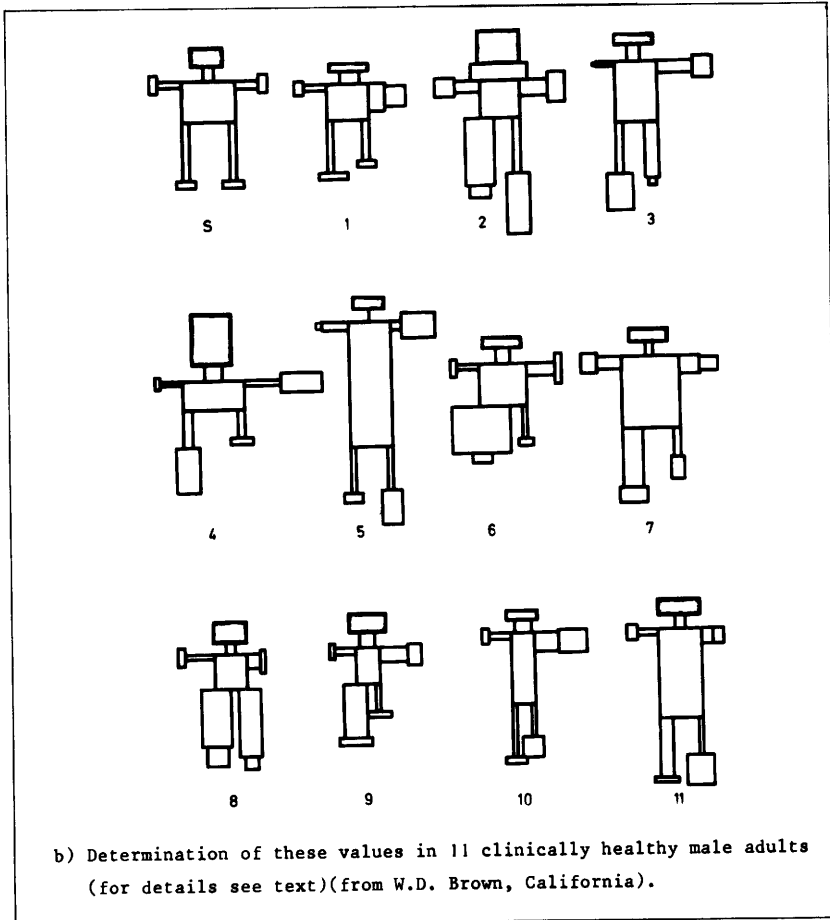 S 1 2 3
4 5 6 7
8 9 10 11
b) Determination of these values in 11 clinically healthy male adults
(for details see text)(from W.D. Brown, California).